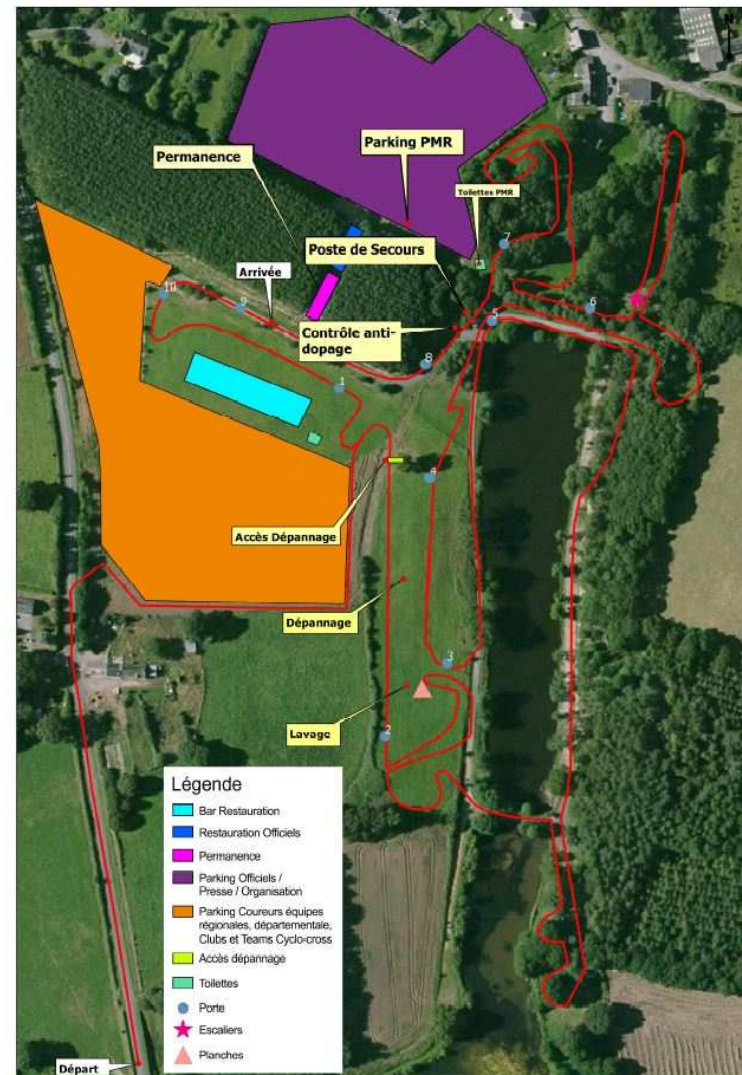 N
Parking PMR
Permanence
Toilettes PMR
7
Poste de Secours
Arrivée
10
9
6
5
Contrôle anti-
dopage
8
1
4
Accès Dépannage
Dépannage
3
Lavage
2
Légende
Bar Restauration
Restauration Officiels
Permanence
Parking Officiels /
Presse / Organisation
Parking Coureurs équipes
régionales, départementale,
Clubs et Teams Cyclo-cross
Accès dépannage
Toilettes
Porte
Escaliers
Planches
Départ